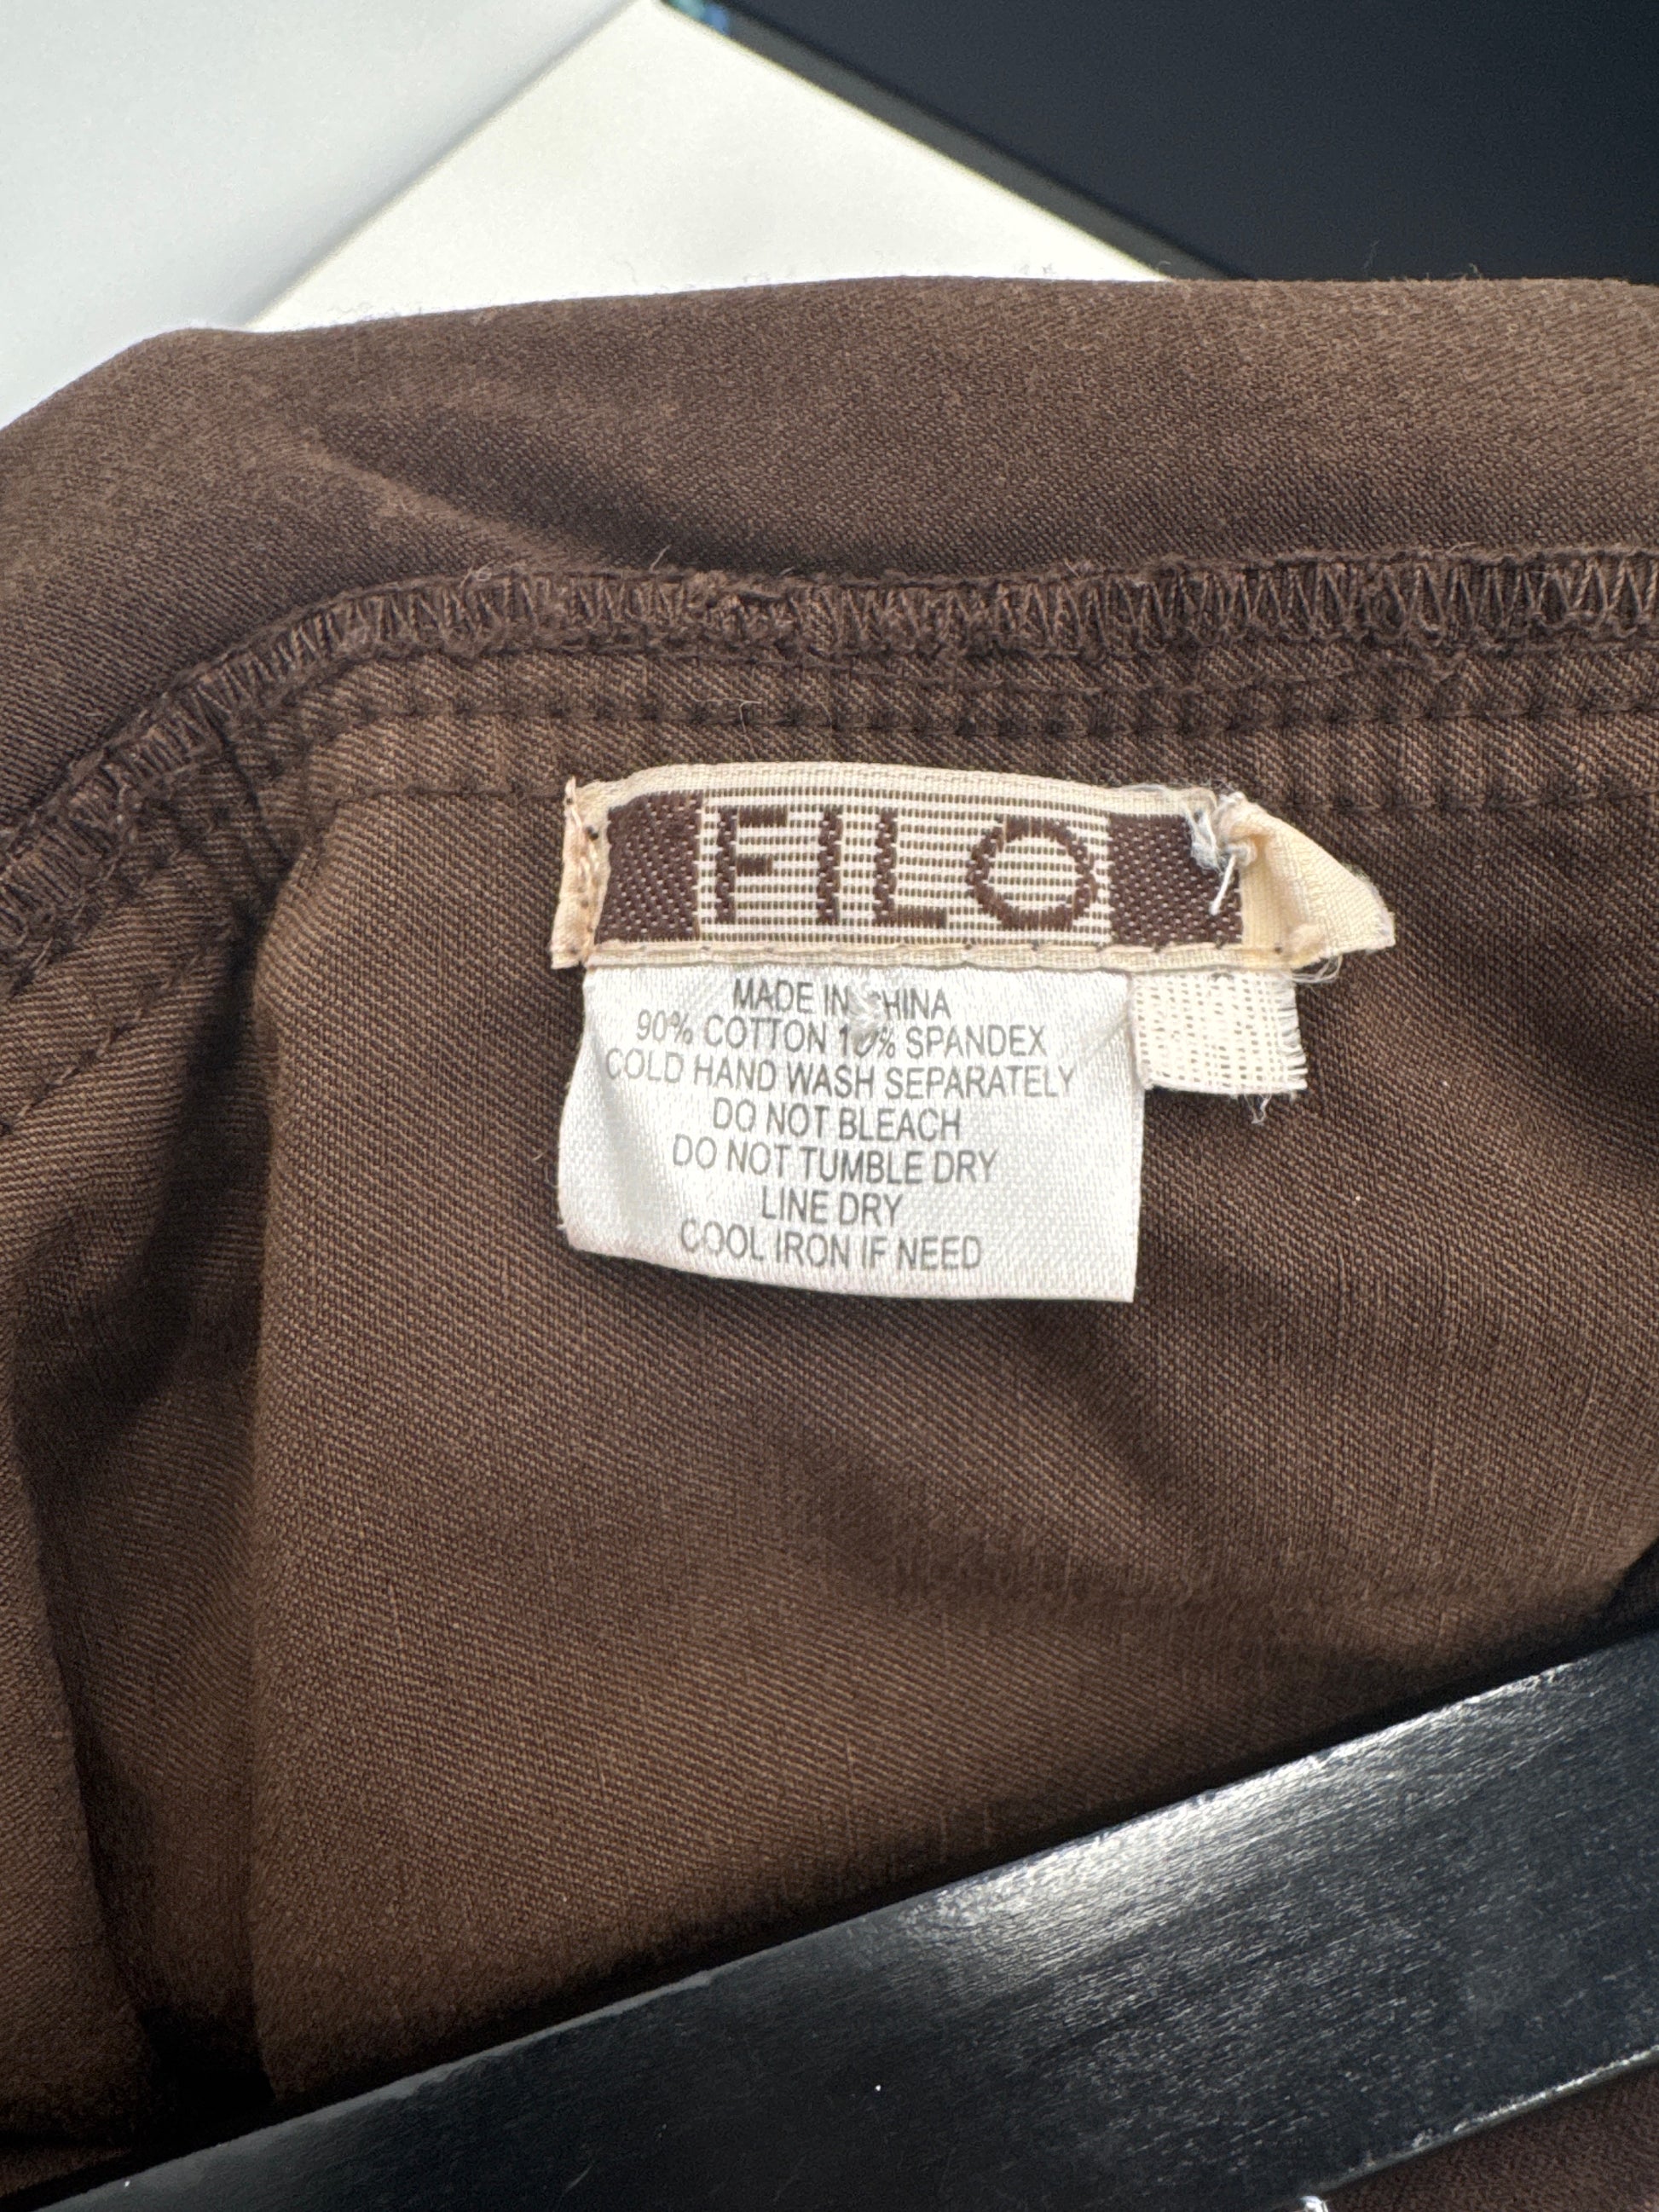 FILO
MADE IN CHINA
90% COTTON 10% SPANDEX
COLD HAND WASH SEPARATELY
DO NOT BLEACH
DO NOT TUMBLE DRY
LINE DRY
COOL IRON IF NEED